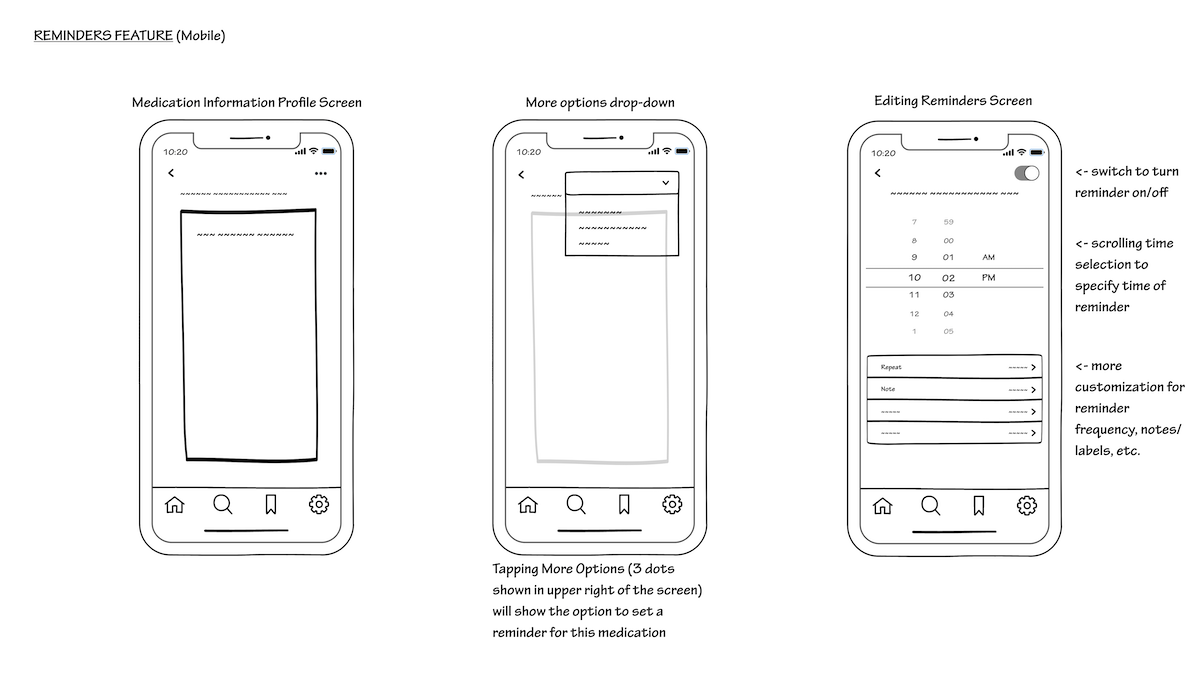 REMINDERS FEATURE (Mobile)
Medication Information Profile Screen
10:20
More options drop-down
10:20
Tapping More Options (3 dots
shown in upper right of the screen)
will show the option to set a
reminder for this medication
Editing Reminders Screen
10:20
7 59
8 00
9 01 AM
10 02 PM
11 03
12 04
1 05
Repeat
Note
<- switch to turn
reminder on/off
<- scrolling time
selection to
specify time of
reminder
<- more
customization for
reminder
frequency, notes/
labels, etc.